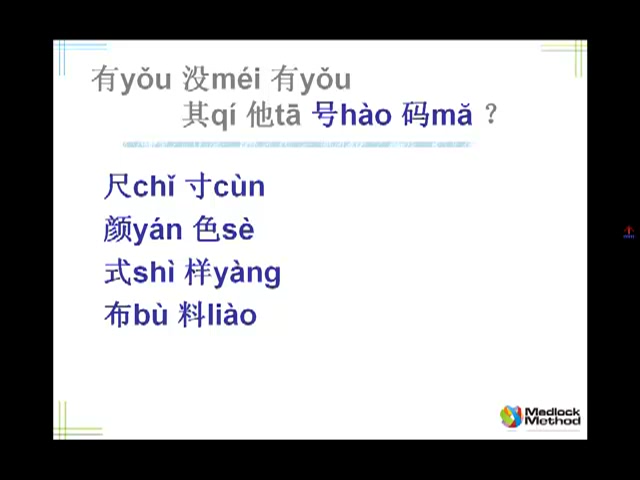 有yǒu 没méi 有yǒu
其qí 他tā 号hào 码mă ？
尺chǐ 寸cùn
颜yán 色sè
式shì 样yàng
布bù 料liào
Medlock
Method